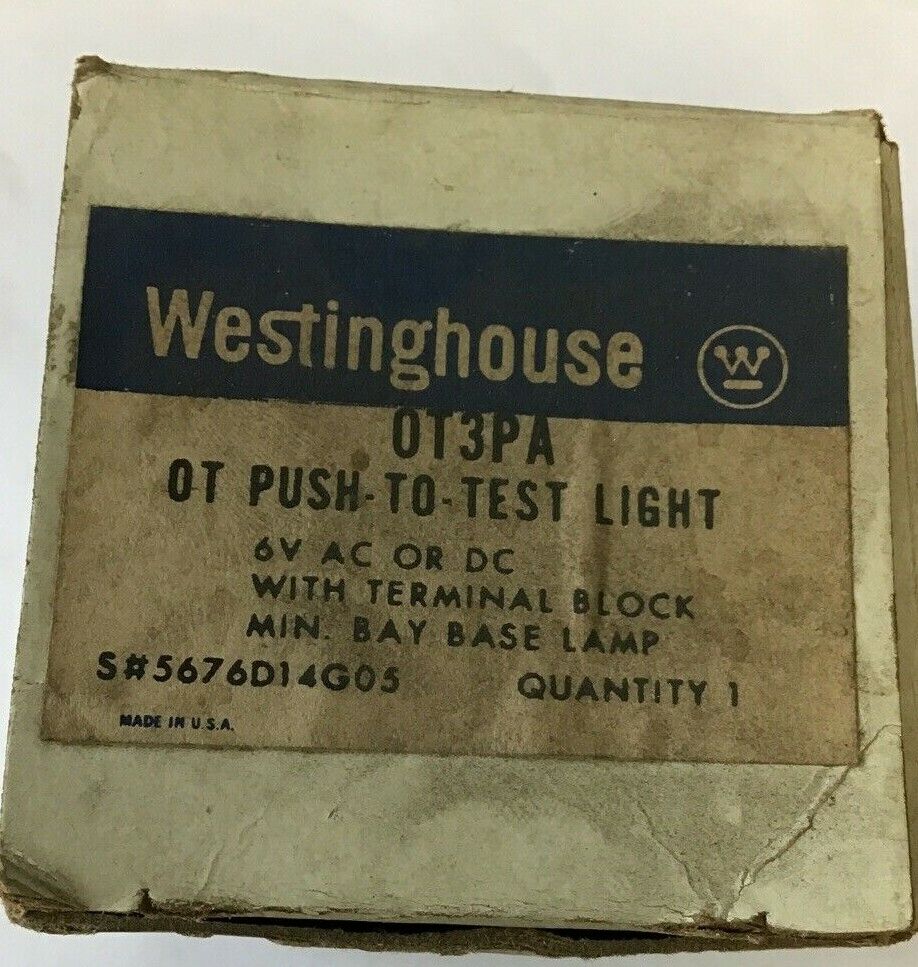 Westinghouse W
OT3PA
OT PUSH-TO-TEST LIGHT
6V AC OR DC
WITH TERMINAL BLOCK
MIN. BAY BASE LAMP
S#5676D14G05 QUANTITY 1
MADE IN U.S.A.